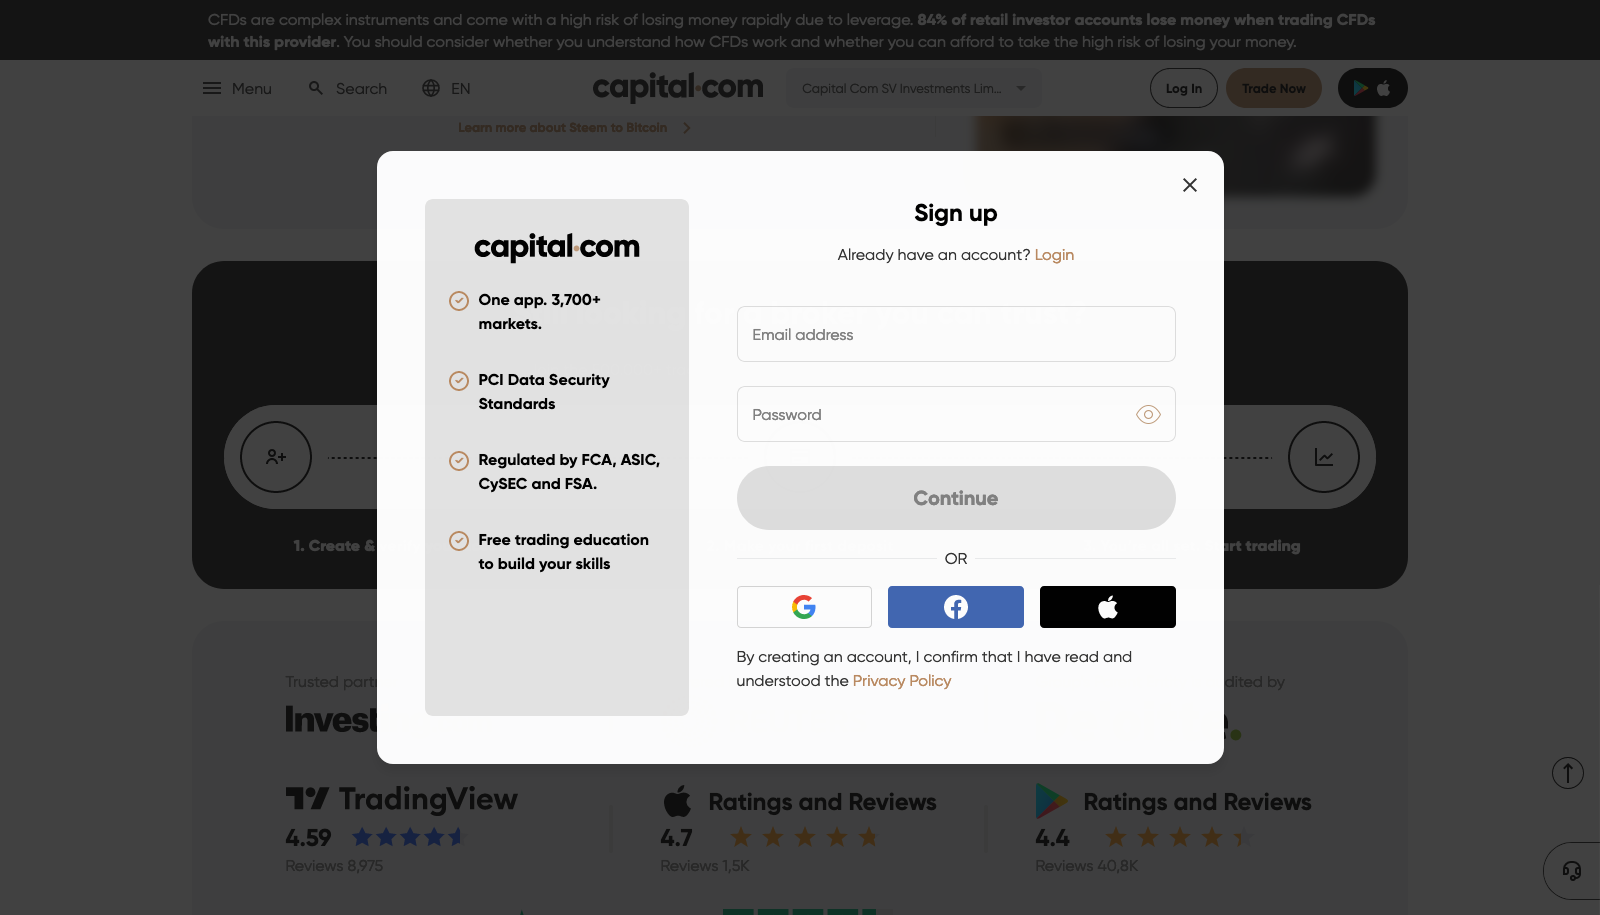 CFDs are complex instruments and come with a high risk of losing money rapidly due to leverage. 84% of retail investor accounts lose money when trading CFDs
with this provider. You should consider whether you understand how CFDs work and whether you can afford to take the high risk of losing your money.
Menu
Search
EN
capital.com
Capital Com SV Investments Lim...
Log In
Trade Now
Learn more about Steem to Bitcoin
capital.com
One app. 3,700+
markets.
PCI Data Security
Standards
Regulated by FCA, ASIC,
CySEC and FSA.
Free trading education
to build your skills
Sign up
Already have an account? Login
Email address
Password
Continue
OR
By creating an account, I confirm that I have read and
understood the Privacy Policy
1. Create &
trading
Trusted
by
TradingView
4.59
Reviews 8,975
Ratings and Reviews
4.7
Reviews 1,5K
Ratings and Reviews
4.4
Reviews 40,8K